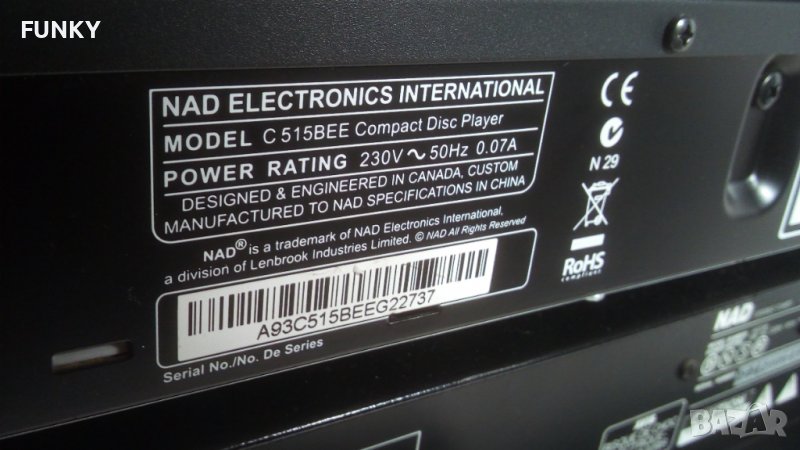 FUNKY
NAD ELECTRONICS INTERNATIONAL
MODEL C 515BEE Compact Disc Player
POWER RATING 230V ~ 50Hz 0.07A
DESIGNED & ENGINEERED IN CANADA, CUSTOM
MANUFACTURED TO NAD SPECIFICATIONS IN CHINA
NAD® is a trademark of NAD Electronics International,
a division of Lenbrook Industries Limited. © NAD All Rights Reserved
A93C515BEEG22737
Serial No./No. De Series
CE
N 29
RoHS
compliant
NAD
BAZAR